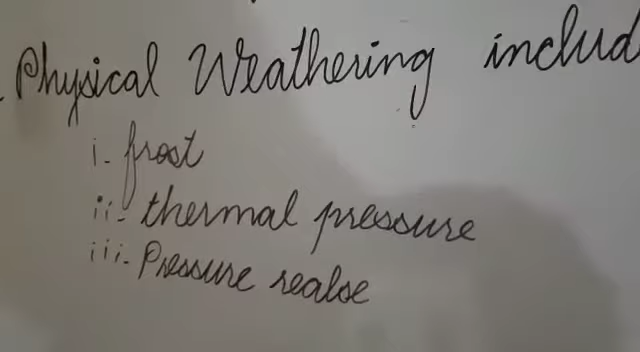 Physical Weathering includ
i. frost
ii. thermal pressure
iii. Pressure realse